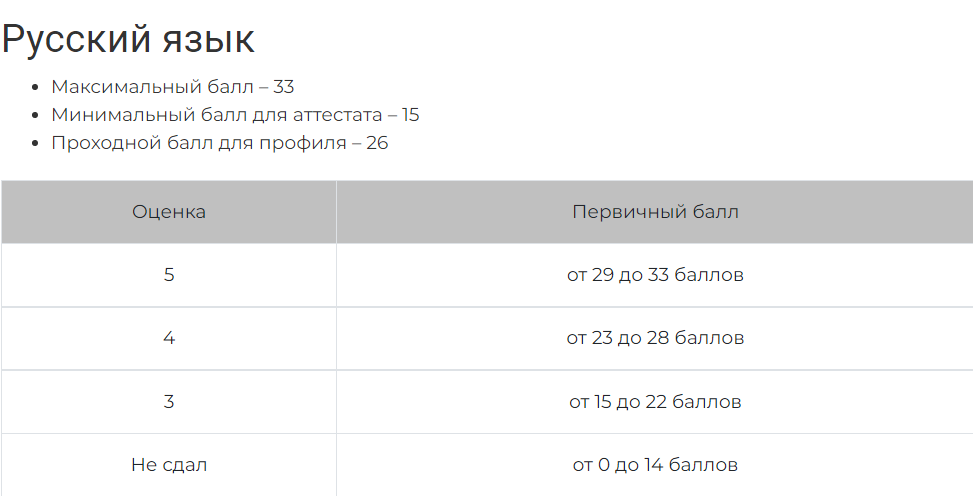 Русский язык
Максимальный балл – 33
Минимальный балл для аттестата – 15
Проходной балл для профиля – 26
Оценка Первичный балл
5 от 29 до 33 баллов
4 от 23 до 28 баллов
3 от 15 до 22 баллов
Не сдал от 0 до 14 баллов